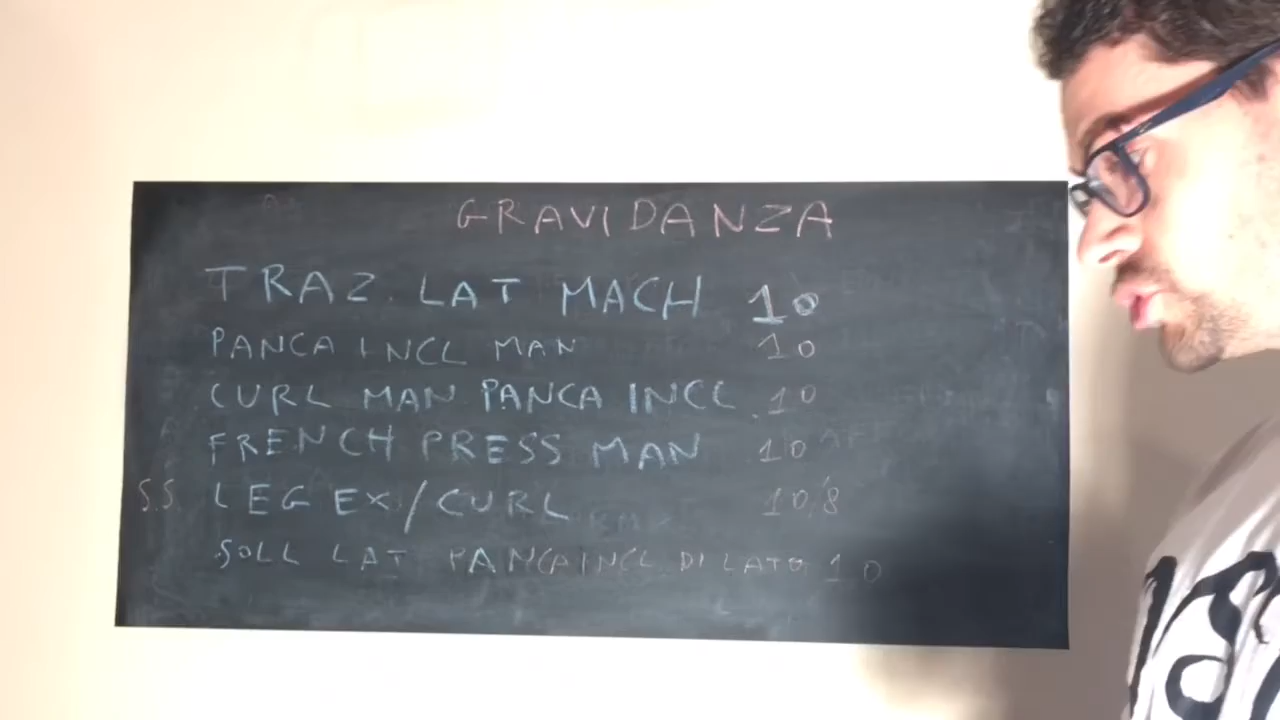 GRAVIDANZA
TRAZ. LAT MACH 10
PANCA INCL MAN 10
CURL MAN PANCA INCL. 10
FRENCH PRESS MAN 10
S.S LEG EX/CURL 10,8
SOLL LAT PANCA INCL. DI LATO 10